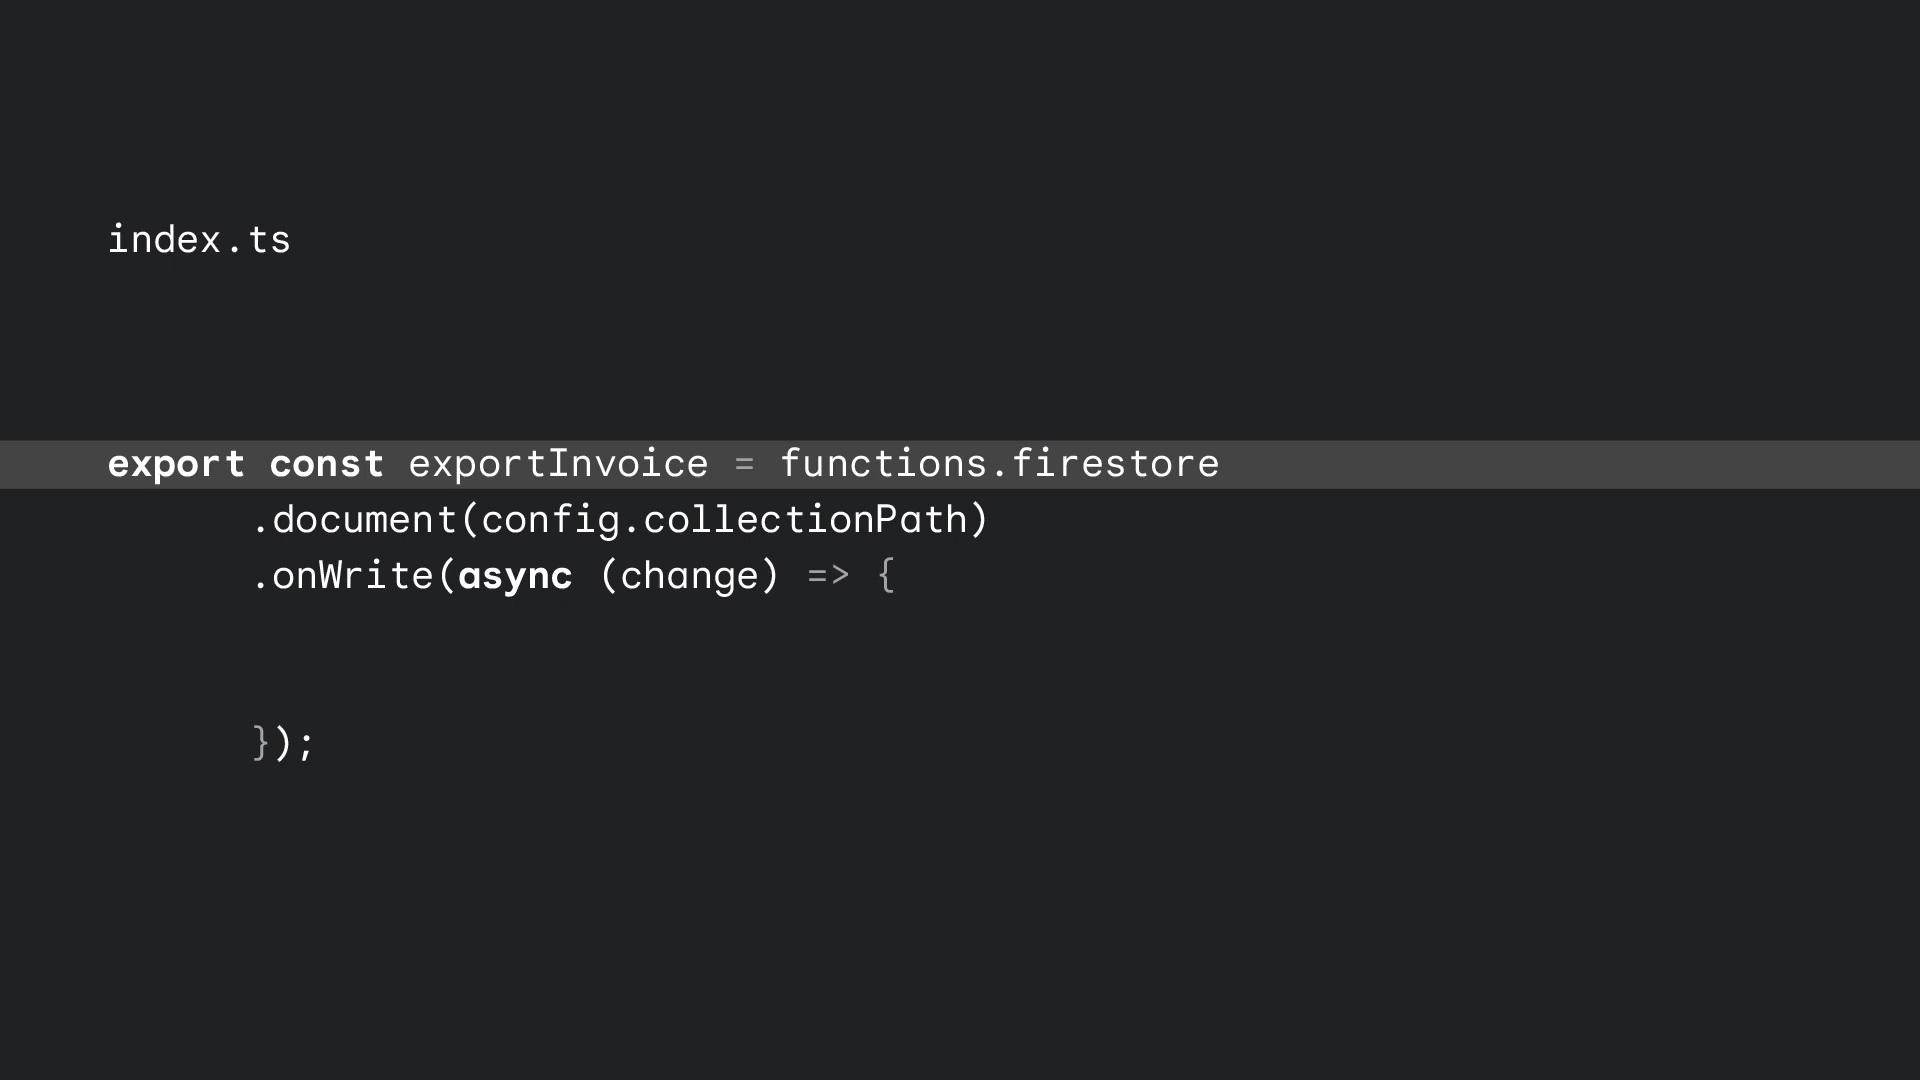 index.ts
export const exportInvoice = functions.firestore
.document(config.collectionPath)
.onWrite(async (change) => {
});